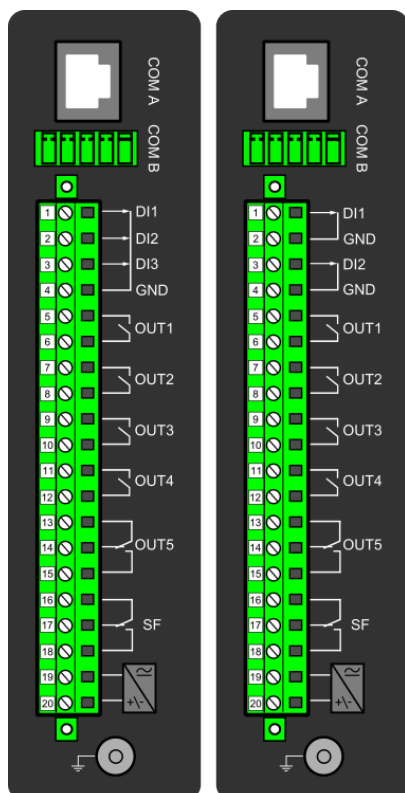 COM A
COM B
1 DI1
2 DI2
3 DI3
4 GND
5
OUT1
6
7
OUT2
8
9
OUT3
10
11
OUT4
12
13
14 OUT5
15
16
17 SF
18
19
20 +/-
COM A
COM B
1 DI1
2 GND
3 DI2
4 GND
5
OUT1
6
7
OUT2
8
9
OUT3
10
11
OUT4
12
13
14 OUT5
15
16
17 SF
18
19
20 +/-